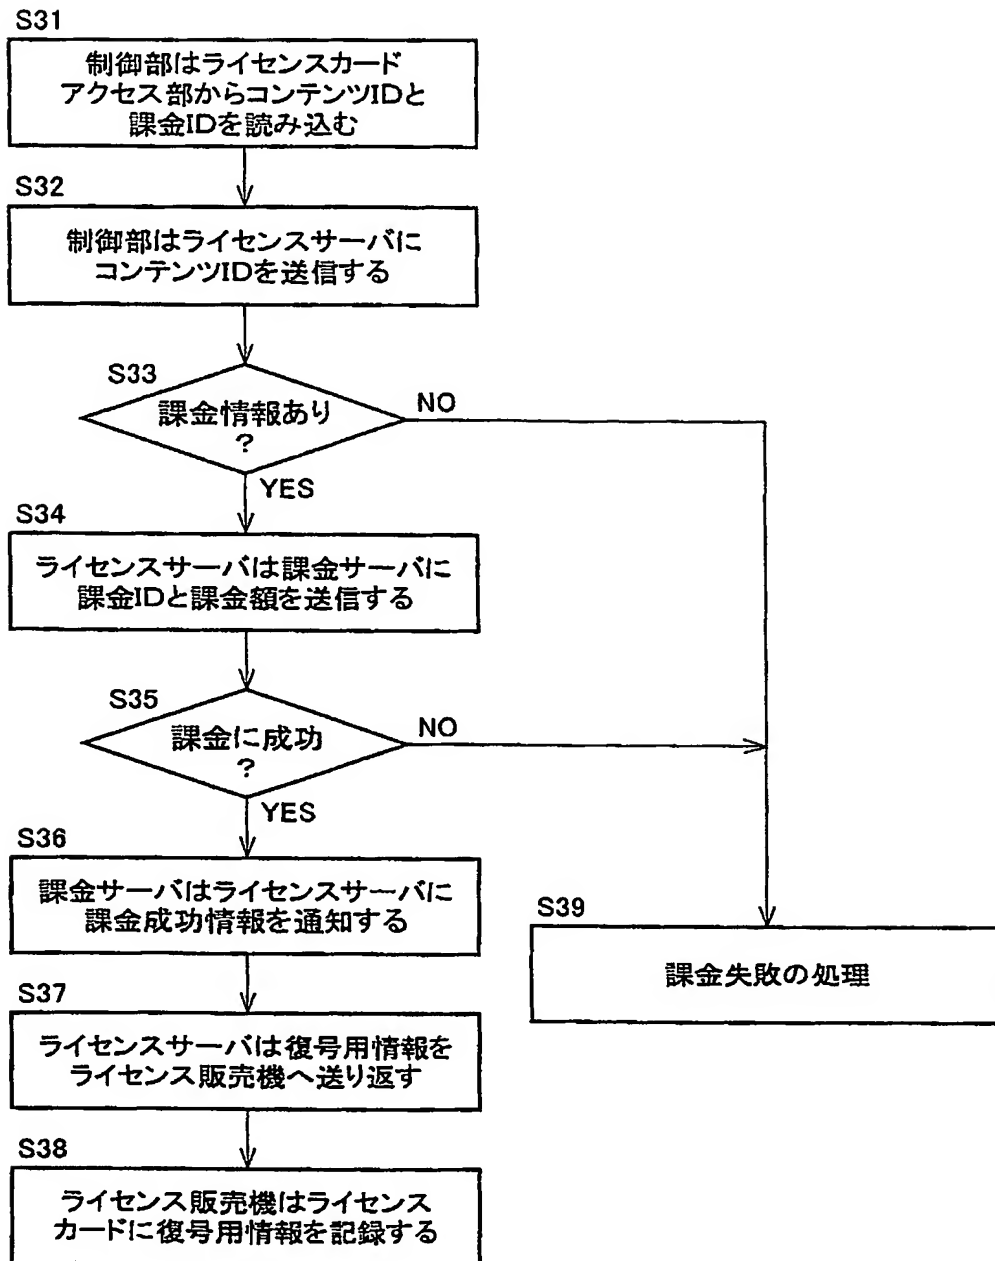 S31
制御部はライセンスカード
アクセス部からコンテンツIDと
課金IDを読み込む
S32
制御部はライセンスサーバに
コンテンツIDを送信する
S33
課金情報あり
?
NO
YES
S34
ライセンスサーバは課金サーバに
課金IDと課金額を送信する
S35
課金に成功
?
NO
YES
S36
課金サーバはライセンスサーバに
課金成功情報を通知する
S39
課金失敗の処理
S37
ライセンスサーバは復号用情報を
ライセンス販売機へ送り返す
S38
ライセンス販売機はライセンス
カードに復号用情報を記録する